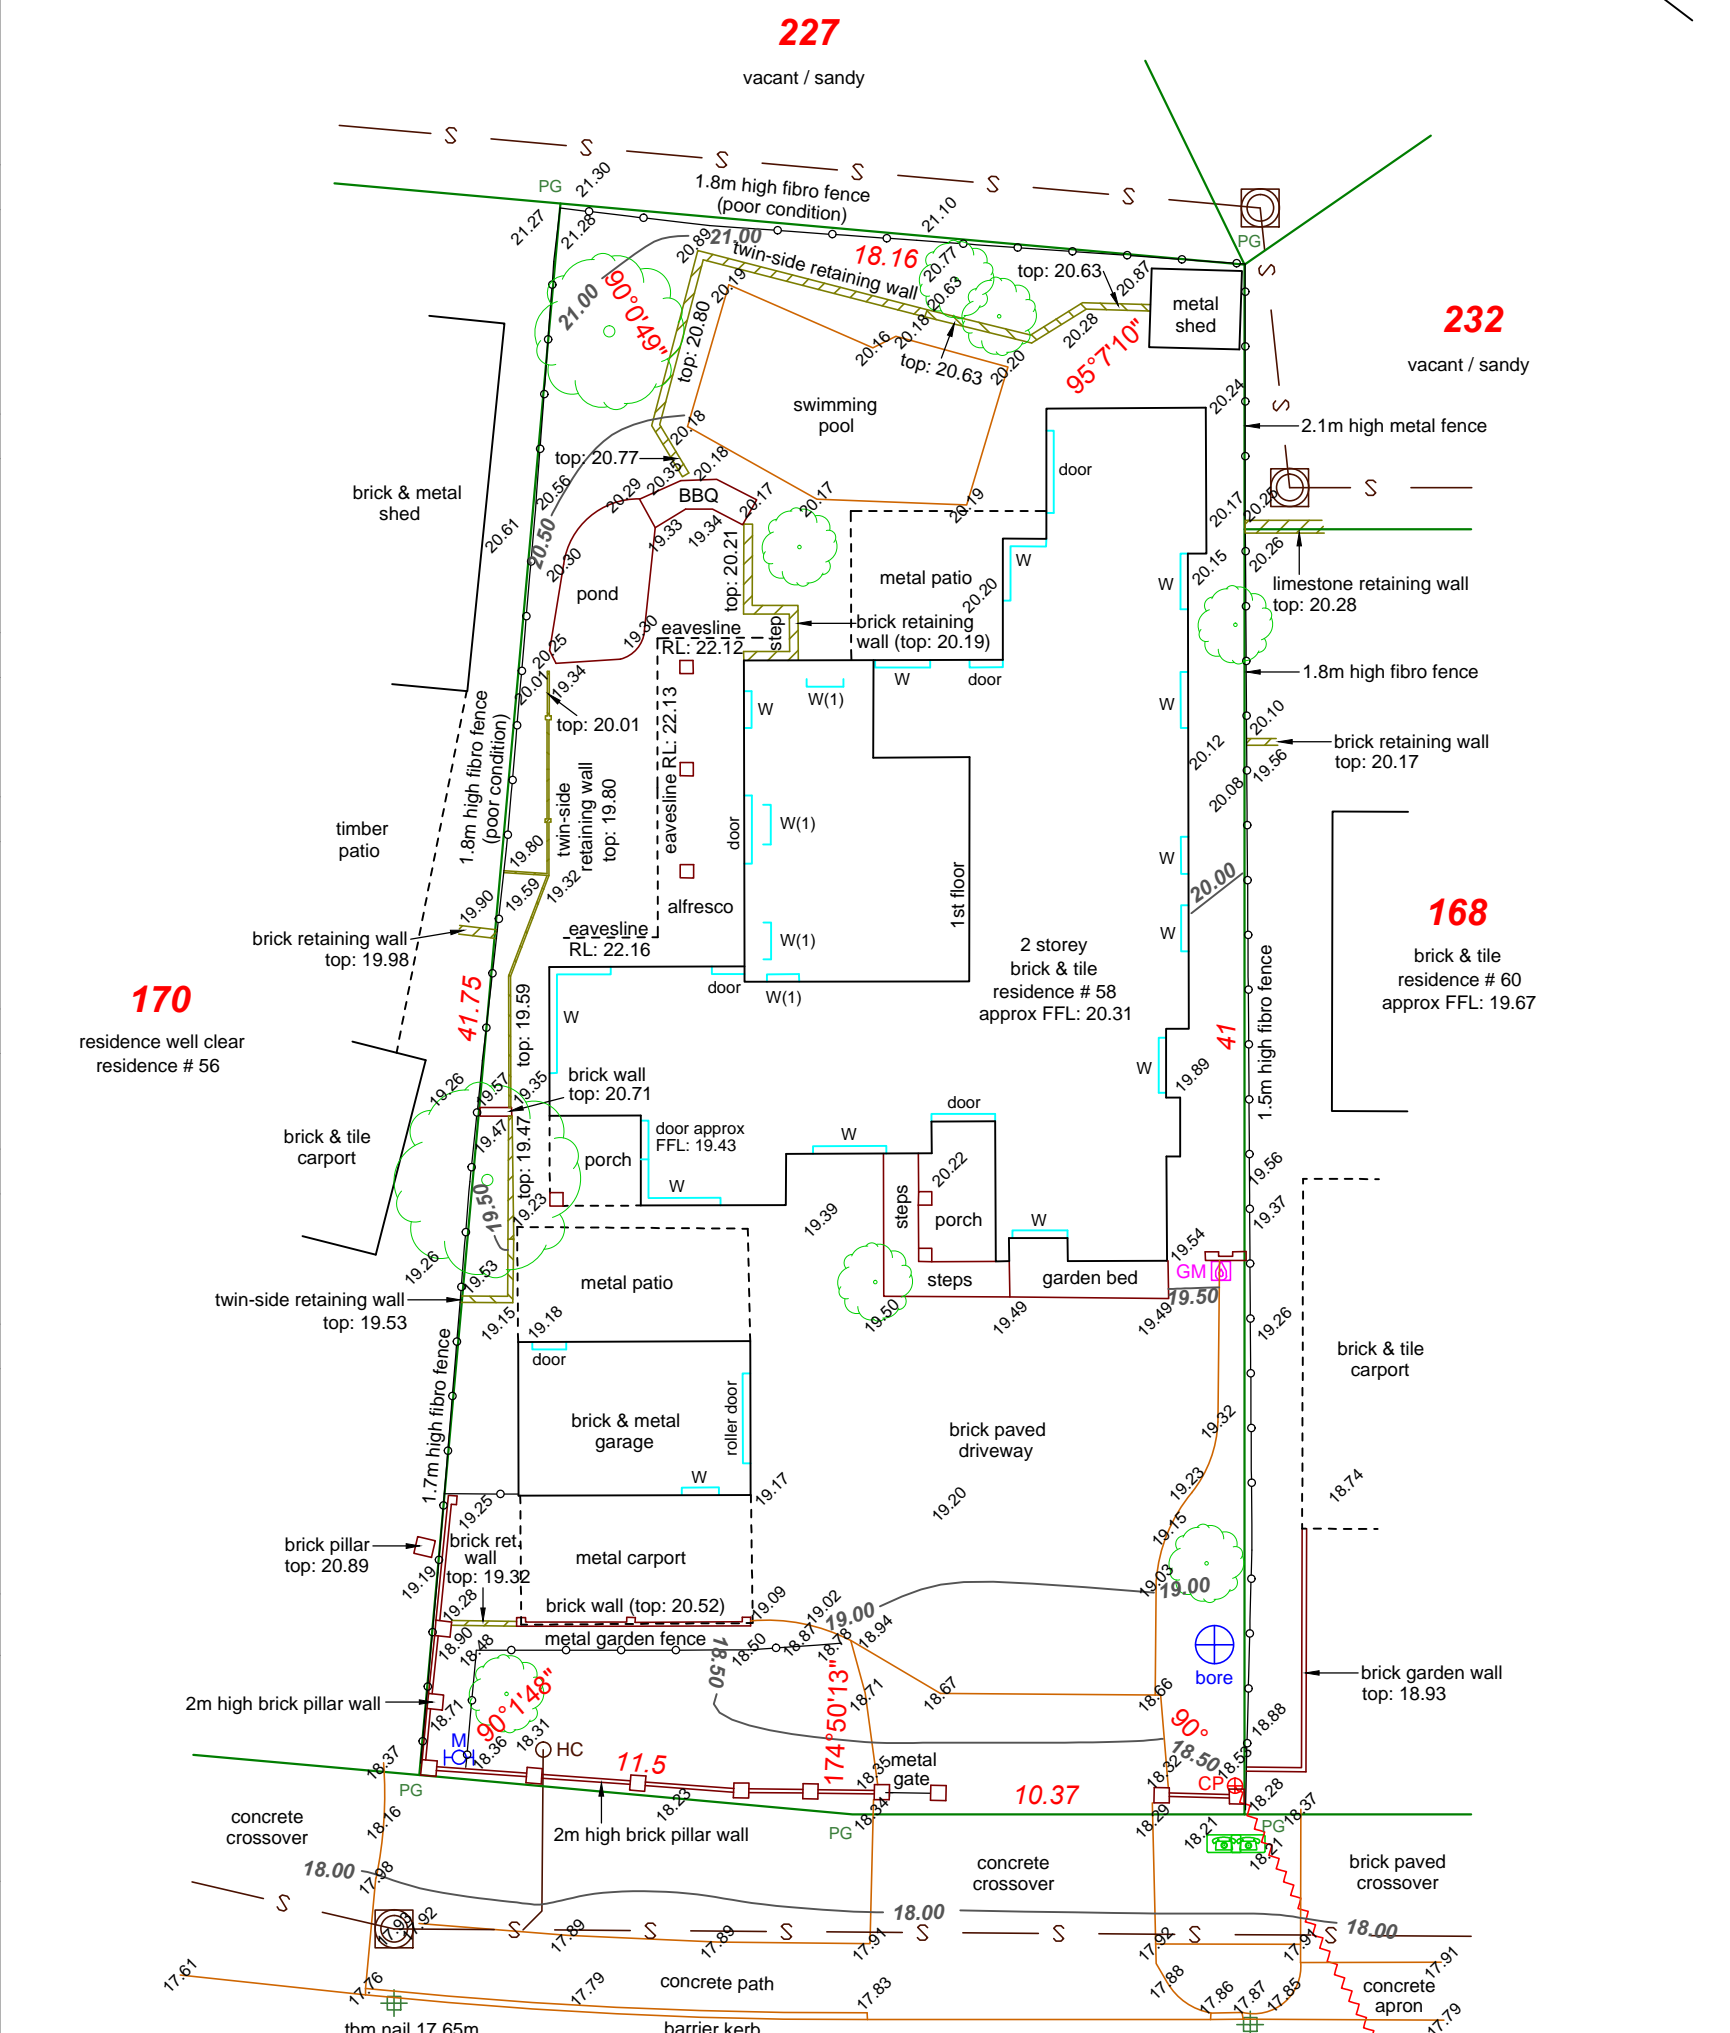 227
vacant / sandy
S S S S S S
PG
21.30
1.8m high fibro fence
(poor condition)
21.10
21.27
21.28
20.89
21.00
twin-side retaining wall
18.16
20.77
20.63
top: 20.63
20.87
PG
S
metal
shed
232
vacant / sandy
21.00
90°0'49"
20.19
top: 20.80
20.16
20.18
top: 20.63
20.20
20.28
95°7'10"
20.24
S
2.1m high metal fence
swimming
pool
20.18
top: 20.77
20.18
door
brick & metal
shed
20.56
20.29
20.35
BBQ
20.17
20.17
20.19
20.17
20.25
S
20.61
20.50
20.30
19.33
19.34
top: 20.21
metal patio
W
20.20
W
20.15
20.26
limestone retaining wall
top: 20.28
pond
19.30
eavesline
RL: 22.12
step
brick retaining
wall (top: 20.19)
20.25
20.01
19.34
top: 20.01
W
door
W(1)
W
eavesline RL: 22.13
W
1.8m high fibro fence
20.10
20.12
19.56
brick retaining wall
top: 20.17
20.08
1.8m high fibro fence
(poor condition)
twin-side
retaining wall
top: 19.80
timber
patio
19.80
door
W(1)
W
19.59
19.32
19.90
alfresco
1st floor
20.00
W
brick retaining wall
top: 19.98
eavesline
RL: 22.16
W(1)
door
W(1)
2 storey
brick & tile
residence # 58
approx FFL: 20.31
168
brick & tile
residence # 60
approx FFL: 19.67
170
residence well clear
residence # 56
41.75
top: 19.59
W
41
1.5m high fibro fence
W
19.89
19.26
19.57
19.35
brick wall
top: 20.71
door
brick & tile
carport
19.47
top: 19.47
porch
door approx
FFL: 19.43
W
W
19.50
19.23
19.39
steps
20.22
porch
W
19.56
19.37
19.54
GM
19.26
19.53
metal patio
steps
garden bed
19.50
twin-side retaining wall
top: 19.53
19.15
19.18
19.50
19.49
19.49
19.26
brick & tile
carport
door
1.7m high fibro fence
brick & metal
garage
roller door
W
brick paved
driveway
19.32
19.17
19.20
19.23
18.74
19.25
19.15
brick pillar
top: 20.89
brick ret.
wall
top: 19.32
metal carport
19.19
19.28
brick wall (top: 20.52)
19.09
19.02
19.00
19.03
19.00
18.90
18.48
metal garden fence
18.50
18.50
18.87
18.78
18.94
bore
brick garden wall
top: 18.93
2m high brick pillar wall
18.71
90°1'48"
174°50'13"
18.71
18.67
18.66
90°
18.88
M
18.36
18.31
HC
18.37
11.5
18.35
metal
gate
10.37
18.32
18.50
18.53
CP
18.28
PG
18.23
2m high brick pillar wall
18.34
PG
18.29
18.21
18.37
PG
18.21
concrete
crossover
18.16
concrete
crossover
brick paved
crossover
18.00
17.98
18.00
18.00
S
17.93
17.92
S
17.89
S
17.89
S
17.91
S
S
17.92
S
17.91
S
17.91
17.61
17.76
17.79
concrete path
17.83
17.88
17.86
17.87
17.85
concrete
apron
17.79
tbm nail 17.65m
barrier kerb